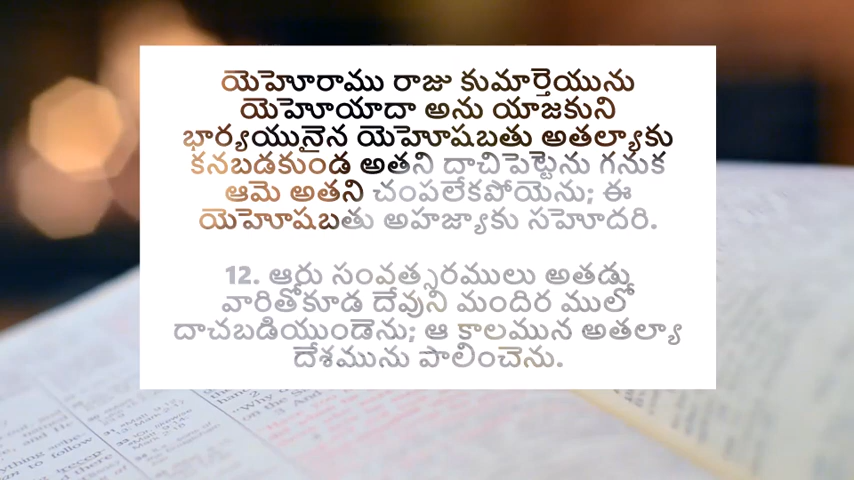 యెహోరాము రాజు కుమార్తెయును
యెహోయాదా అను యాజకుని
భార్యయునైన యెహోషబతు అతల్యాకు
కనబడకుండ అతని దాచిపెట్టెను గనుక
ఆమె అతని చంపలేకపోయెను; ఈ
యెహోషబతు అహజ్యాకు సహోదరి.
12. ఆరు సంవత్సరములు అతడు
వారితోకూడ దేవుని మందిర ములో
దాచబడియుండెను; ఆ కాలమున అతల్యా
దేశమును పాలించెను.